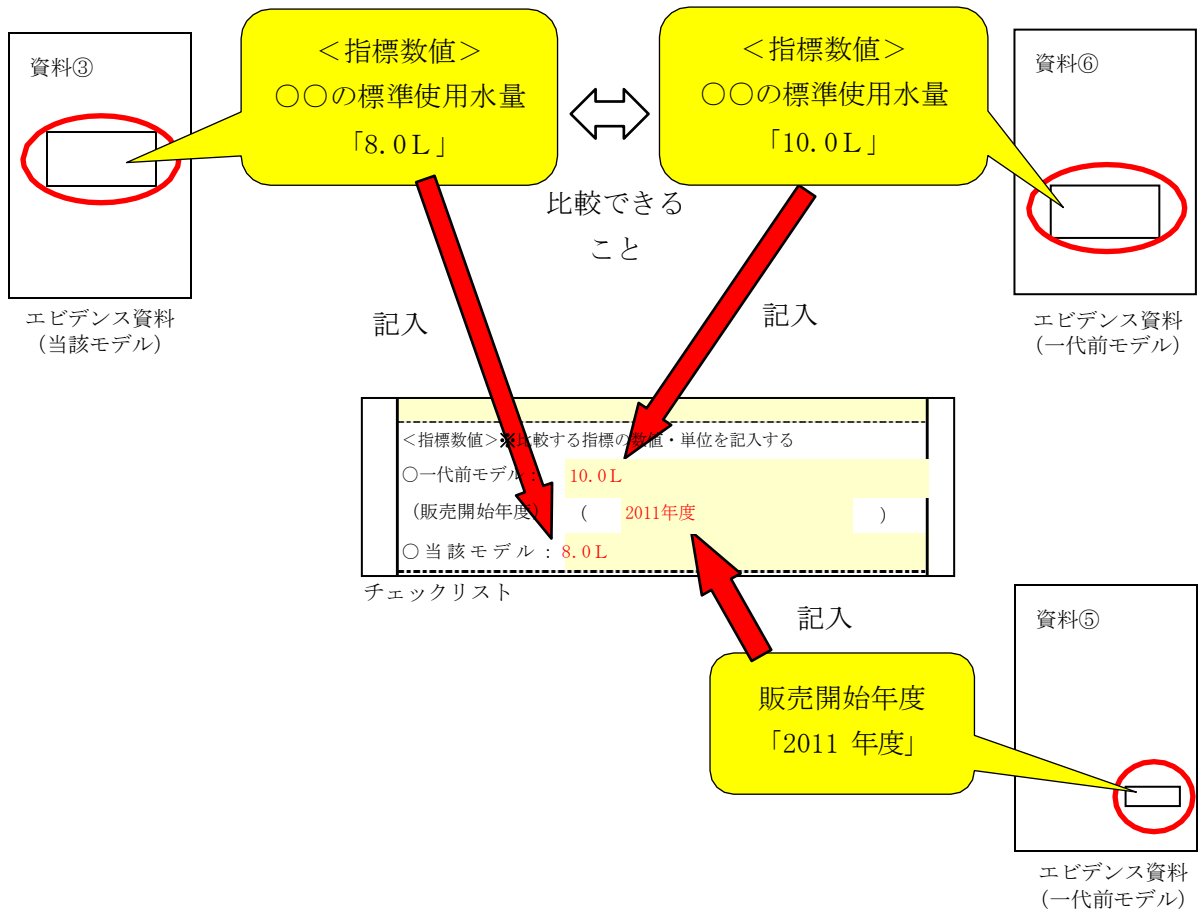 資料③
＜指標数値＞
○○の標準使用水量
「8.0L」
＜指標数値＞
○○の標準使用水量
「10.0L」
資料⑥
比較できる
こと
エビデンス資料
（当該モデル）
エビデンス資料
（一代前モデル）
記入
記入
＜指標数値＞※比較する指標の数値・単位を記入する
○一代前モデル： 10.0L
（販売開始年度） （ 2011年度 ）
○当該モデル：8.0L
チェックリスト
記入
資料⑤
販売開始年度
「2011 年度」
エビデンス資料
（一代前モデル）